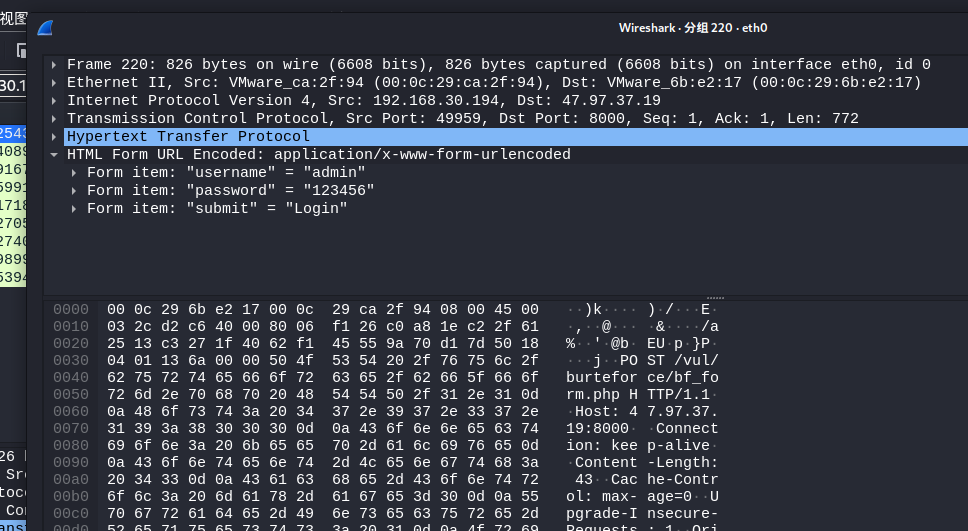 视图
Wireshark · 分组 220 · eth0
30.1
2543
4089
9167
5991
1718
2705
2740
9899
5394
Frame 220: 826 bytes on wire (6608 bits), 826 bytes captured (6608 bits) on interface eth0, id 0
Ethernet II, Src: VMware_ca:2f:94 (00:0c:29:ca:2f:94), Dst: VMware_6b:e2:17 (00:0c:29:6b:e2:17)
Internet Protocol Version 4, Src: 192.168.30.194, Dst: 47.97.37.19
Transmission Control Protocol, Src Port: 49959, Dst Port: 8000, Seq: 1, Ack: 1, Len: 772
Hypertext Transfer Protocol
HTML Form URL Encoded: application/x-www-form-urlencoded
Form item: "username" = "admin"
Form item: "password" = "123456"
Form item: "submit" = "Login"
0000 00 0c 29 6b e2 17 00 0c 29 ca 2f 94 08 00 45 00 ··)k···· )·/···E·
0010 03 2c d2 c6 40 00 80 06 f1 26 c0 a8 1e c2 2f 61 ·,··@··· ·&····/a
0020 25 13 c3 27 1f 40 62 f1 45 55 9a 70 d1 7d 50 18 %··'·@b· EU·p·}P·
0030 04 01 13 6a 00 00 50 4f 53 54 20 2f 76 75 6c 2f ···j··PO ST /vul/
0040 62 75 72 74 65 66 6f 72 63 65 2f 62 66 5f 66 6f burtefor ce/bf_fo
0050 72 6d 2e 70 68 70 20 48 54 54 50 2f 31 2e 31 0d rm.php H TTP/1.1·
0060 0a 48 6f 73 74 3a 20 34 37 2e 39 37 2e 33 37 2e ·Host: 4 7.97.37.
0070 31 39 3a 38 30 30 30 0d 0a 43 6f 6e 6e 65 63 74 19:8000· ·Connect
0080 69 6f 6e 3a 20 6b 65 65 70 2d 61 6c 69 76 65 0d ion: kee p-alive·
0090 0a 43 6f 6e 74 65 6e 74 2d 4c 65 6e 67 74 68 3a ·Content -Length:
00a0 20 34 33 0d 0a 43 61 63 68 65 2d 43 6f 6e 74 72 43··Cac he-Contr
00b0 6f 6c 3a 20 6d 61 78 2d 61 67 65 3d 30 0d 0a 55 ol: max- age=0··U
00c0 70 67 72 61 64 65 2d 49 6e 73 65 63 75 72 65 2d pgrade-I nsecure-
00d0 52 65 71 75 65 73 74 73 3a 20 31 0d 0a 4f 72 69 Requests : 1··Ori
26
Src
toco
Con